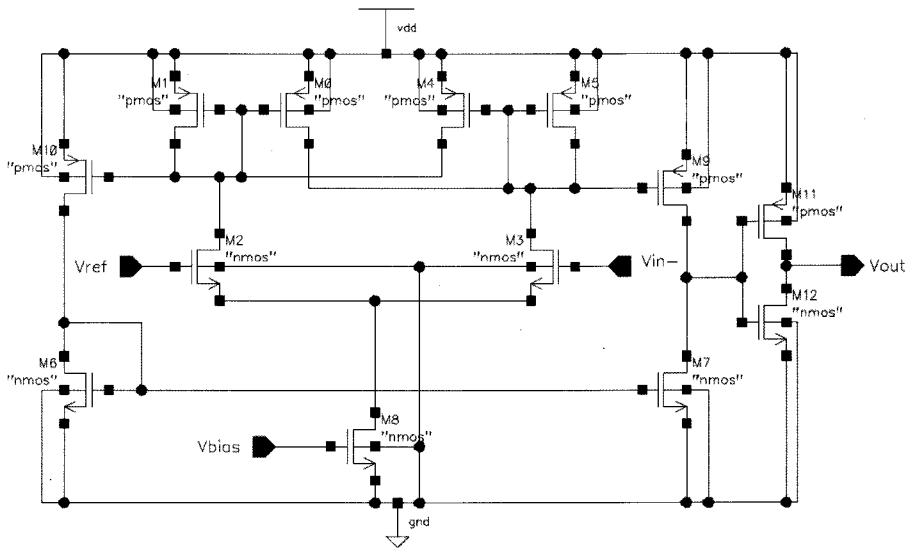 vdd
M1
"pmos"
M0
"pmos"
M4
"pmos"
M5
"pmos"
M10
"pmos"
M9
"pmos"
M11
"pmos"
Vref
M2
"nmos"
M3
"nmos"
Vin-
Vout
M12
"nmos"
M6
"nmos"
M7
"nmos"
M8
"nmos"
Vbias
gnd